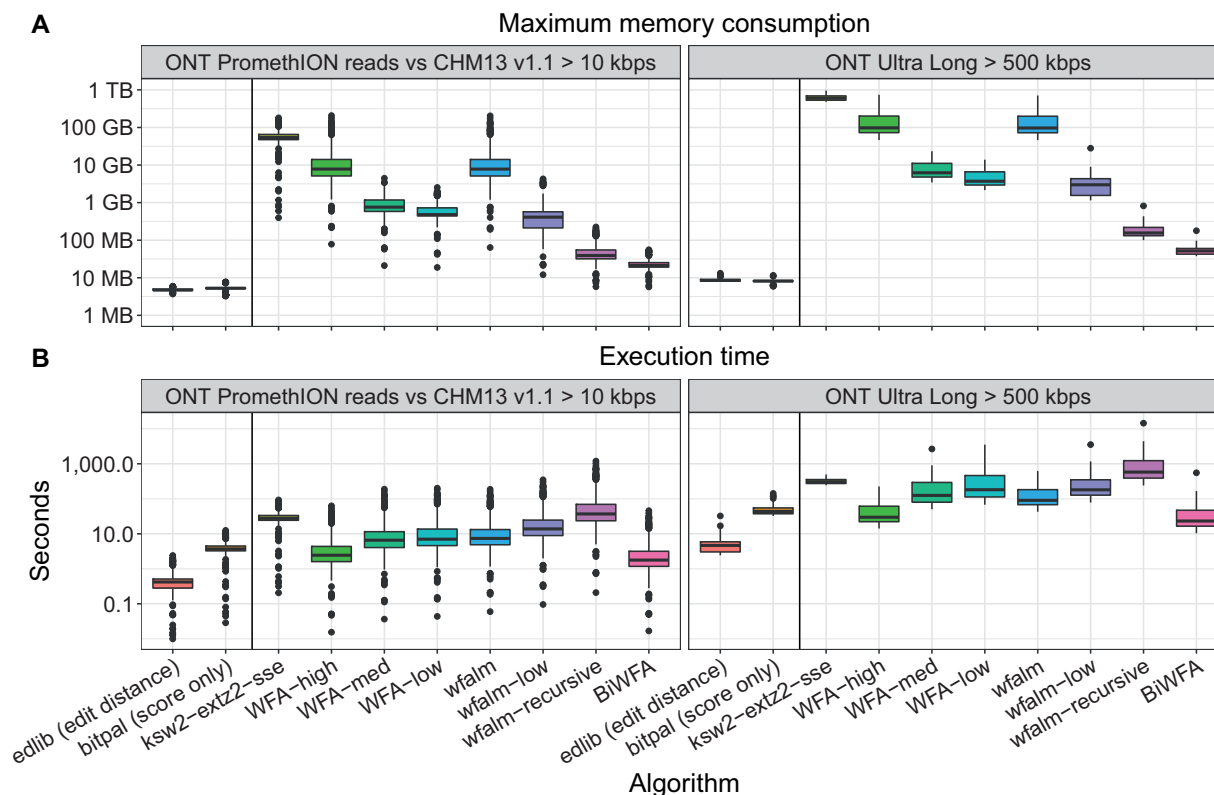 A
Maximum memory consumption
ONT PromethION reads vs CHM13 v1.1 > 10 kbps
ONT Ultra Long > 500 kbps
1 TB
100 GB
10 GB
1 GB
100 MB
10 MB
1 MB
B
Execution time
ONT PromethION reads vs CHM13 v1.1 > 10 kbps
ONT Ultra Long > 500 kbps
Seconds
1,000.0
10.0
0.1
edlib (edit distance)
bitpal (score only)
ksw2−extz2−sse
WFA−high
WFA−med
WFA−low
wfalm
wfalm−low
wfalm−recursive
BiWFA
edlib (edit distance)
bitpal (score only)
ksw2−extz2−sse
WFA−high
WFA−med
WFA−low
wfalm
wfalm−low
wfalm−recursive
BiWFA
Algorithm